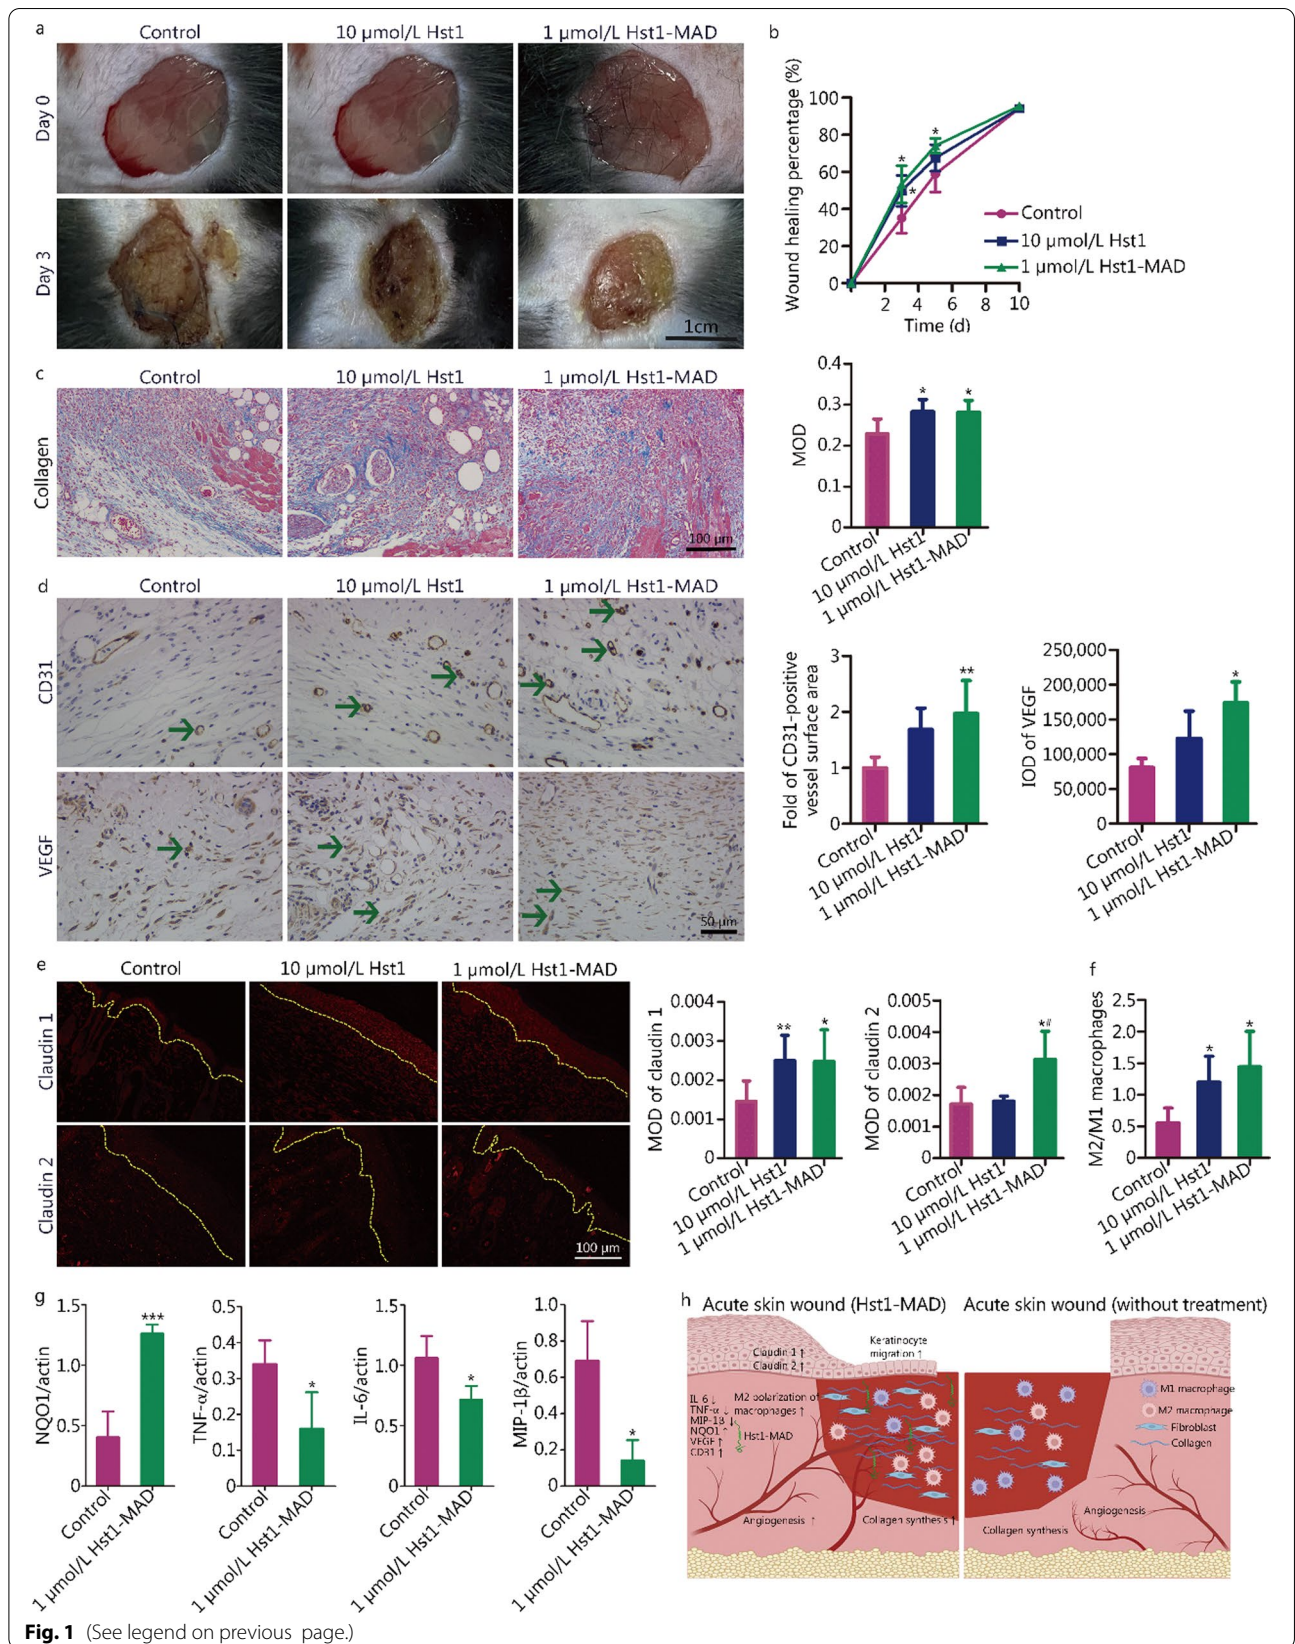 a
Control
10 µmol/L Hst1
1 µmol/L Hst1-MAD
Day 0
Day 3
1cm
b
Wound healing percentage (%)
100
80
60
40
20
0
2
4
6
8
10
Time (d)
*
*
*
Control
10 µmol/L Hst1
1 µmol/L Hst1-MAD
c
Control
10 µmol/L Hst1
1 µmol/L Hst1-MAD
Collagen
100 µm
MOD
0.4
0.3
0.2
0.1
0
*
*
Control
10 µmol/L Hst1
1 µmol/L Hst1-MAD
d
Control
10 µmol/L Hst1
1 µmol/L Hst1-MAD
CD31
VEGF
50 µm
Fold of CD31-positive
vessel surface area
3
2
1
0
**
Control
10 µmol/L Hst1
1 µmol/L Hst1-MAD
IOD of VEGF
250,000
200,000
150,000
100,000
50,000
0
*
Control
10 µmol/L Hst1
1 µmol/L Hst1-MAD
e
Control
10 µmol/L Hst1
1 µmol/L Hst1-MAD
Claudin 1
Claudin 2
100 µm
MOD of claudin 1
0.004
0.003
0.002
0.001
0
**
*
Control
10 µmol/L Hst1
1 µmol/L Hst1-MAD
MOD of claudin 2
0.005
0.004
0.003
0.002
0.001
0
*#
Control
10 µmol/L Hst1
1 µmol/L Hst1-MAD
f
M2/M1 macrophages
2.5
2.0
1.5
1.0
0.5
0
*
*
Control
10 µmol/L Hst1
1 µmol/L Hst1-MAD
g
NQO1/actin
1.5
1.0
0.5
0
***
Control
1 µmol/L Hst1-MAD
TNF-α/actin
0.5
0.4
0.3
0.2
0.1
0
*
Control
1 µmol/L Hst1-MAD
IL-6/actin
1.5
1.0
0.5
0
*
Control
1 µmol/L Hst1-MAD
MIP-1β/actin
1.0
0.8
0.6
0.4
0.2
0
*
Control
1 µmol/L Hst1-MAD
h
Acute skin wound (Hst1-MAD)
Acute skin wound (without treatment)
Claudin 1 ↑
Claudin 2 ↑
Keratinocyte
migration ↑
IL 6 ↓
TNF-α ↓
MIP-1β ↓
NQO1 ↑
VEGF ↑
CD31 ↑
M2 polarization of
macrophages ↑
Hst1-MAD
Angiogenesis ↑
Collagen synthesis ↑
M1 macrophage
M2 macrophage
Fibroblast
Collagen
Angiogenesis
Collagen synthesis
Fig. 1 (See legend on previous page.)